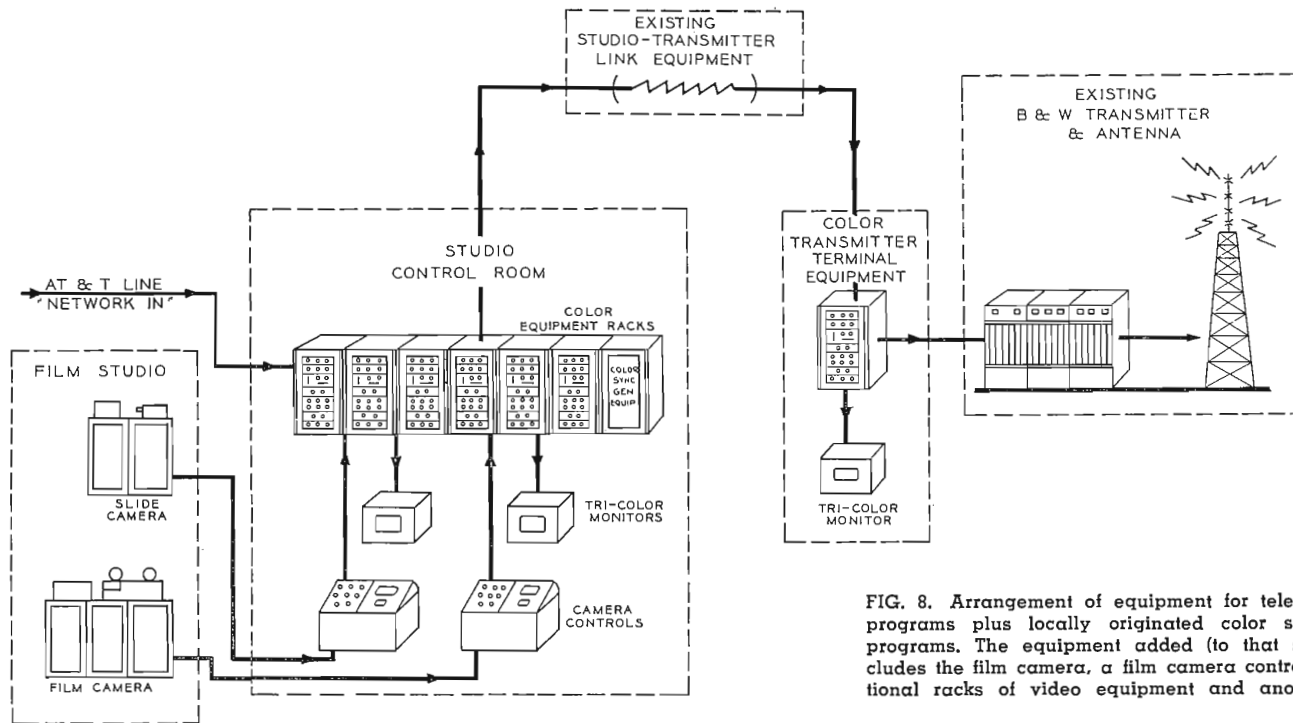 EXISTING
STUDIO-TRANSMITTER
LINK EQUIPMENT
EXISTING
B & W TRANSMITTER
& ANTENNA
COLOR
TRANSMITTER
TERMINAL
EQUIPMENT
STUDIO
CONTROL ROOM
AT & T LINE
"NETWORK IN"
COLOR
EQUIPMENT RACKS
COLOR
SYNC
GEN
EQUIP
FILM STUDIO
SLIDE
CAMERA
TRI-COLOR
MONITORS
TRI-COLOR
MONITOR
CAMERA
CONTROLS
FILM CAMERA
FIG. 8. Arrangement of equipment for tele
programs plus locally originated color s
programs. The equipment added (to that
cludes the film camera, a film camera contro
tional racks of video equipment and ano